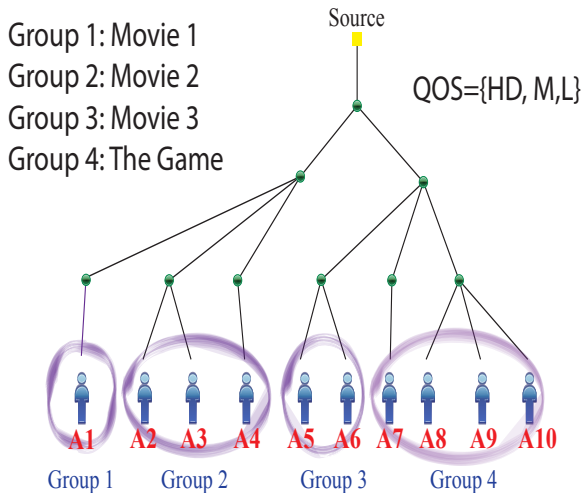 Source
Group 1: Movie 1
Group 2: Movie 2
Group 3: Movie 3
Group 4: The Game
QOS={HD, M,L}
A1 A2 A3 A4 A5 A6 A7 A8 A9 A10
Group 1 Group 2 Group 3 Group 4